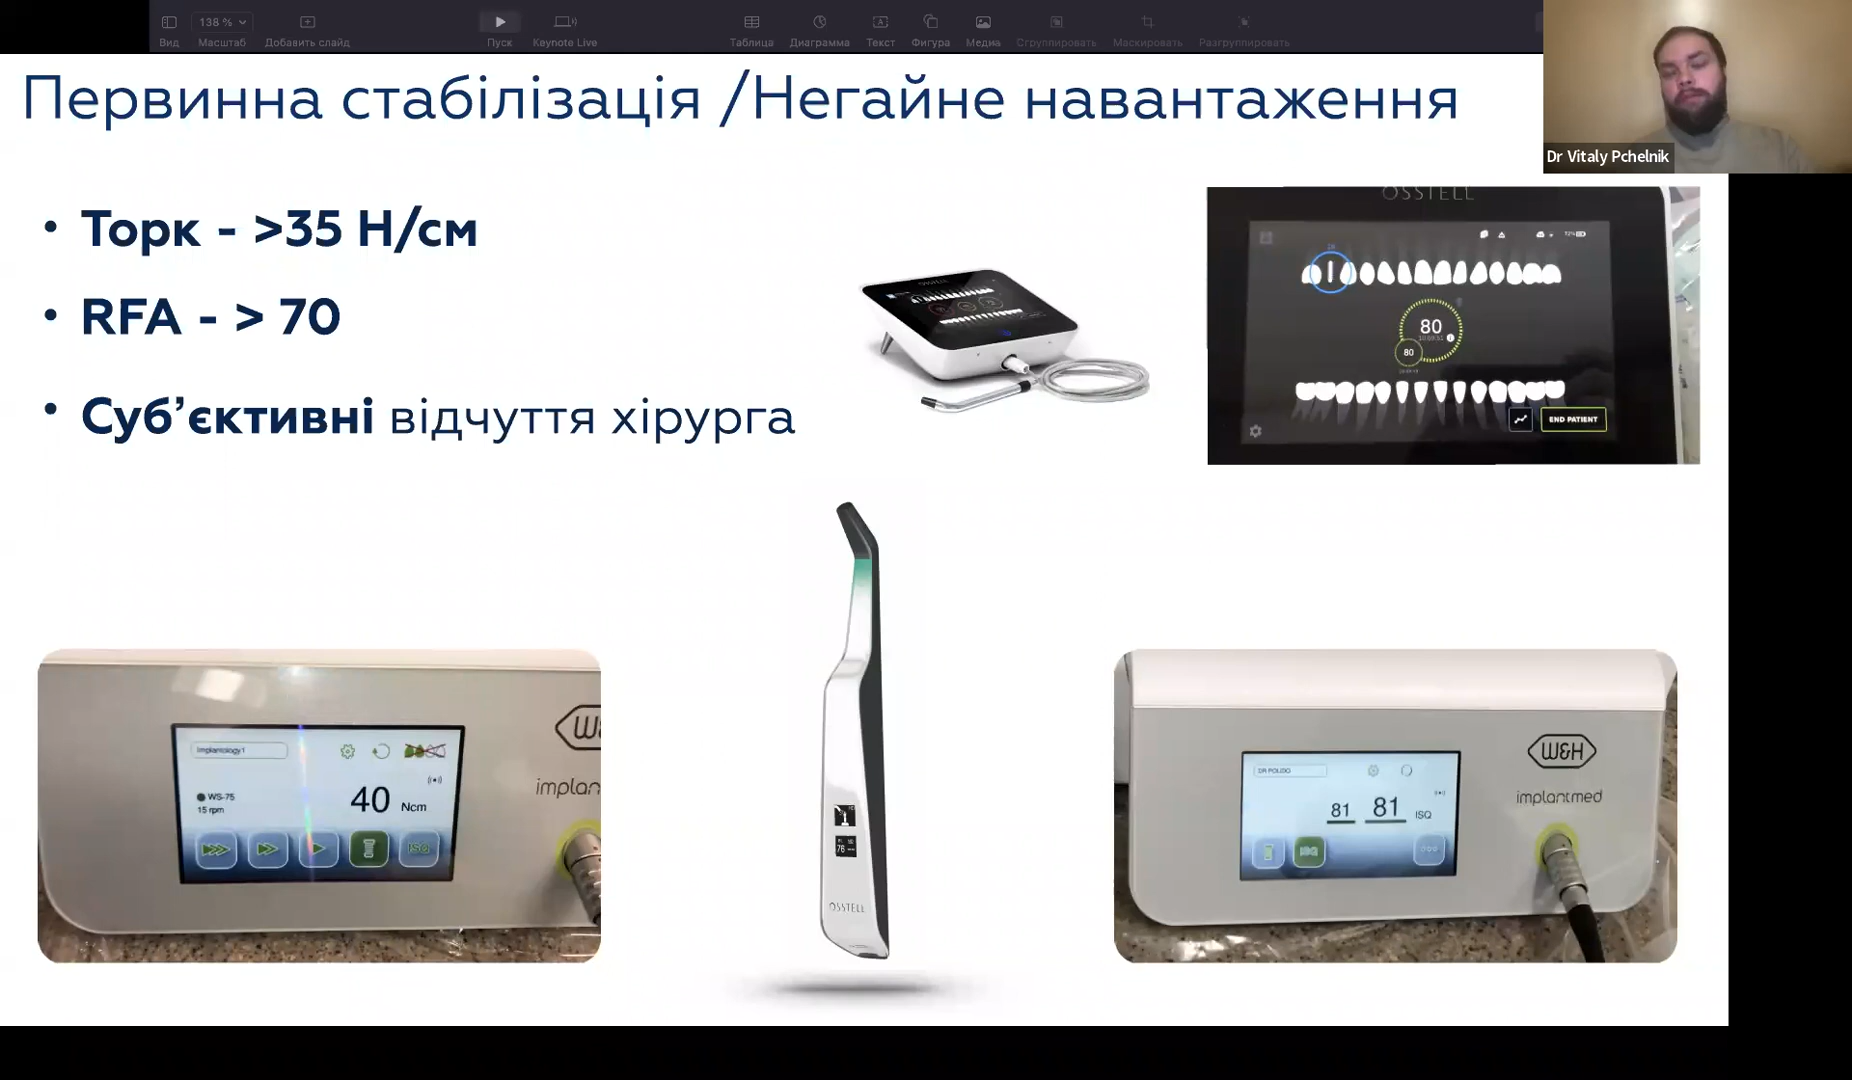 138 %
Вид
Масштаб
Добавить слайд
Пуск
Keynote Live
Таблица
Диаграмма
Текст
Фигура
Медиа
Сгруппировать
Маскировать
Разгруппировать
Dr Vitaly Pchelnik
Первинна стабілізація /Негайне навантаження
• Торк - >35 Н/см
• RFA - > 70
• Суб’єктивні відчуття хірурга
OSSTELL
80
80
END PATIENT
Implantology1
WS-75
15 rpm
40 Ncm
ISQ
W&H
implan
76
OSSTELL
DR POLIDO
81 81 ISQ
ISQ
W&H
implantmed